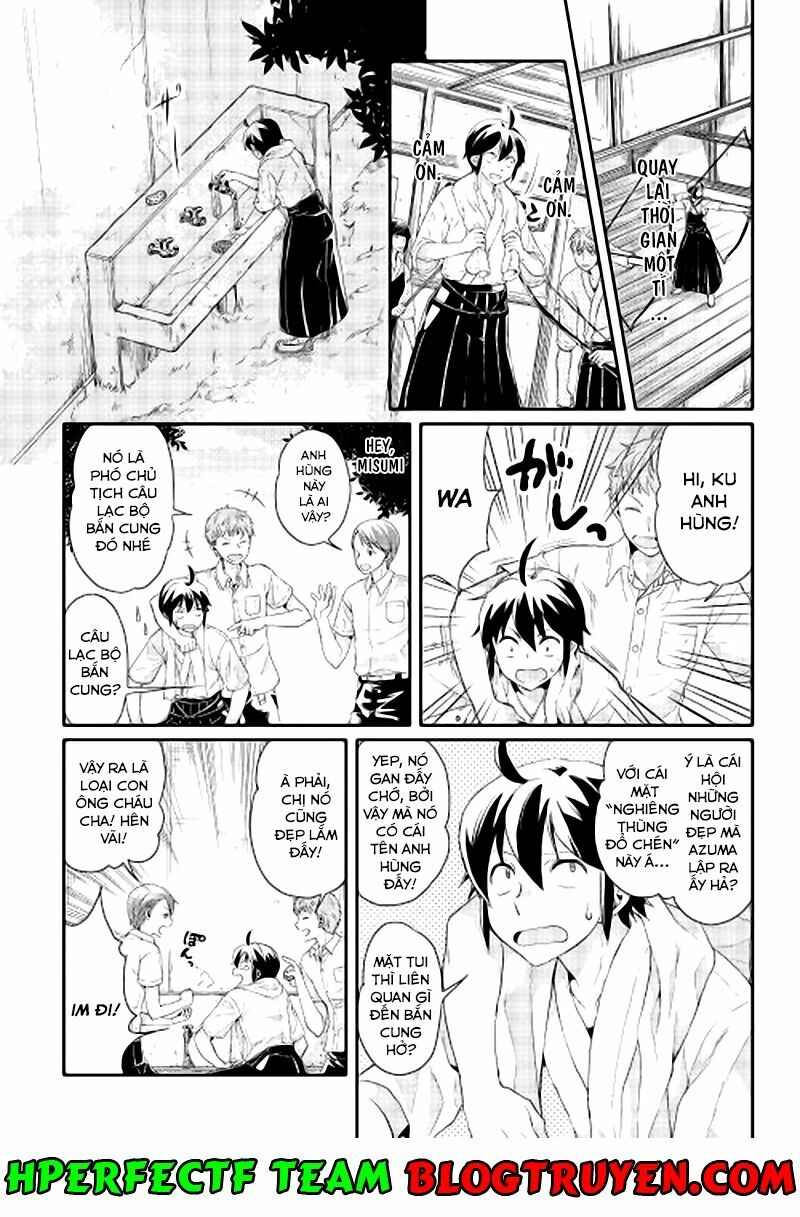 QUAY
LẠI
THỜI
GIAN
MỘT
TÍ
...
CẢM
ƠN.
CẢM
ƠN.
HI, KU
ANH
HÙNG!
WA
がしっ
HEY,
MISUMI
ANH
HÙNG
NÀY
LÀ AI
VẬY?
NÓ LÀ
PHÓ CHỦ
TỊCH CÂU
LẠC BỘ
BẮN CUNG
ĐÓ NHÉ
CÂU
LẠC BỘ
BẮN
CUNG?
Ý LÀ CÁI
HỘI
NHỮNG
NGƯỜI
ĐẸP MÀ
AZUMA
LẬP RA
ẤY HẢ?
VỚI CÁI
MẶT
“NGHIÊNG
THÙNG
ĐỔ CHÉN”
NÀY Á...
YEP, NÓ
GAN ĐẤY
CHỚ, BỞI
VẬY MÀ NÓ
CÓ CÁI
TÊN ANH
HÙNG ĐẤY!
MẶT TUI
THÌ LIÊN
QUAN GÌ
ĐẾN BẮN
CUNG
HỞ?
À PHẢI,
CHỊ NÓ
CŨNG
ĐẸP LẮM
ĐẤY!
VẬY RA LÀ
LOẠI CON
ÔNG CHÁU
CHA! HÊN
VÃI!
IM ĐI!
HPERFECTF TEAM BLOGTRUYEN.COM